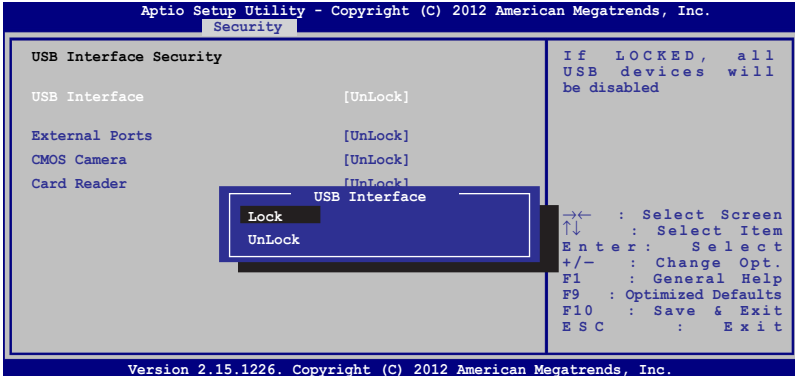 Aptio Setup Utility - Copyright (C) 2012 American Megatrends, Inc.
Security
USB Interface Security
USB Interface [UnLock]
External Ports [UnLock]
CMOS Camera [UnLock]
Card Reader [UnLock]
USB Interface
Lock
UnLock
If LOCKED, all
USB devices will
be disabled
→← : Select Screen
↑↓ : Select Item
Enter: Select
+/— : Change Opt.
F1 : General Help
F9 : Optimized Defaults
F10 : Save & Exit
ESC : Exit
Version 2.15.1226. Copyright (C) 2012 American Megatrends, Inc.